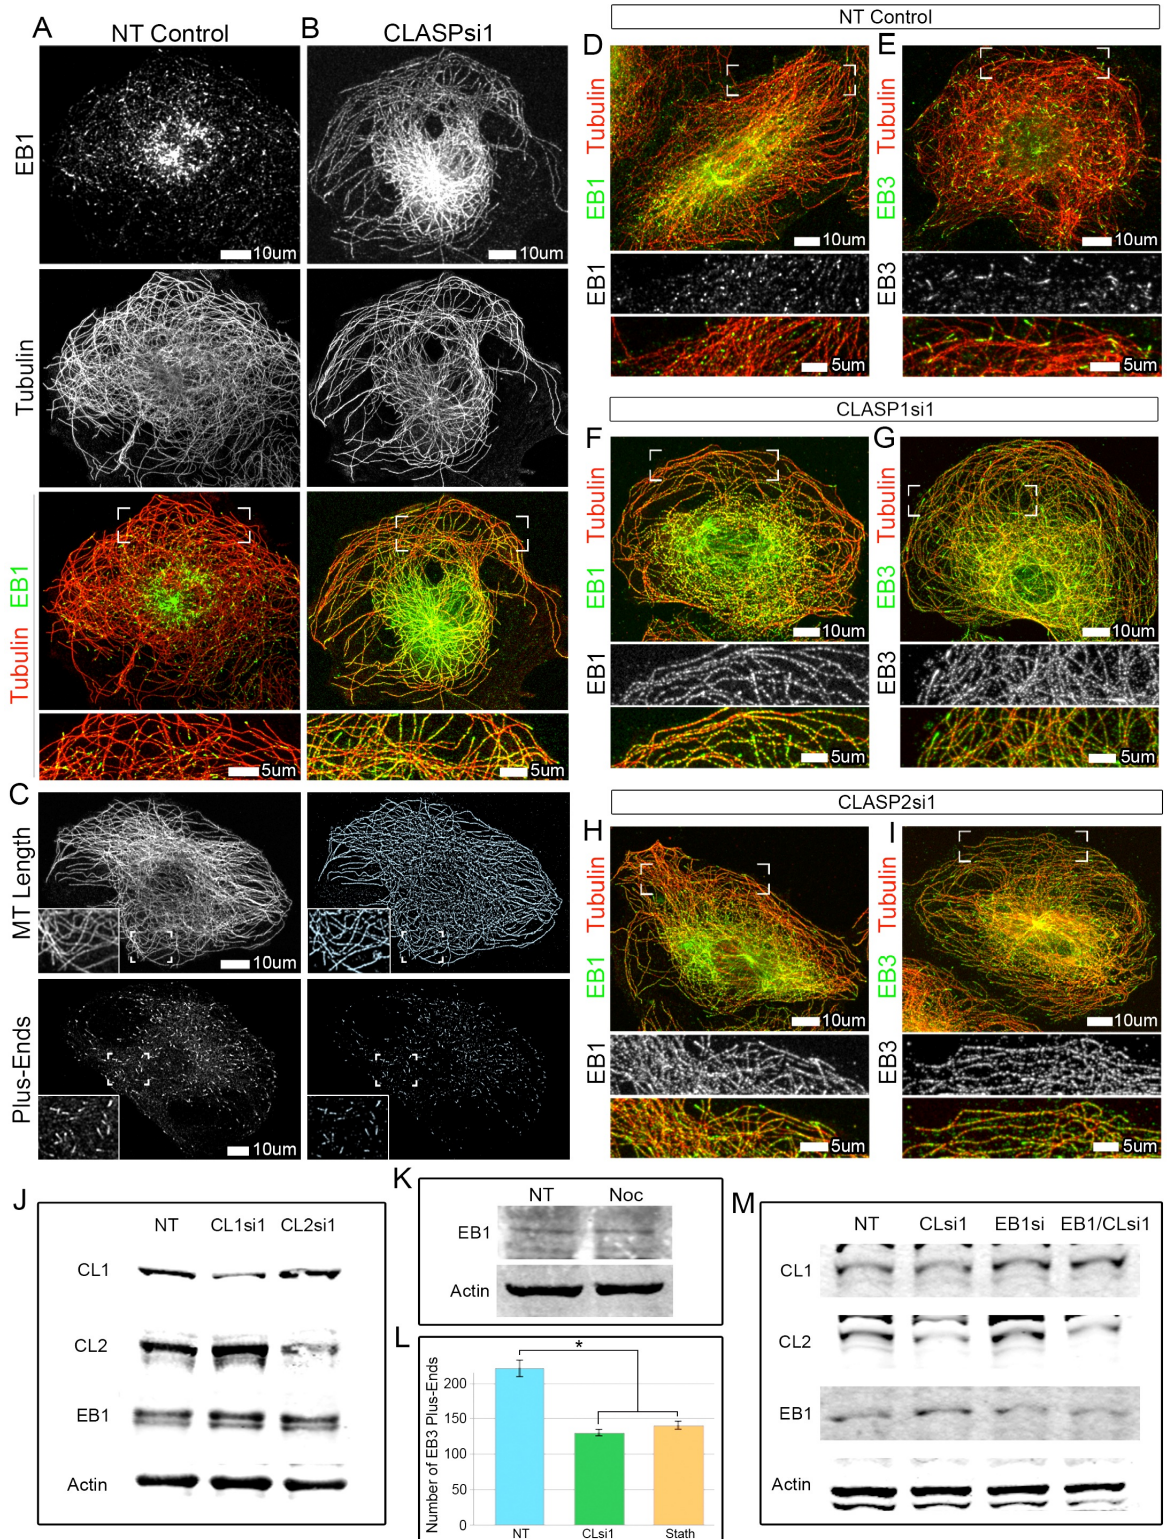 A
NT Control
B
CLASPsi1
EB1
10um
10um
Tubulin
Tubulin EB1
5um
5um
C
MT Length
10um
Plus-Ends
10um
NT Control
D
E
EB1 Tubulin
10um
EB3 Tubulin
10um
EB1
5um
EB3
5um
CLASP1si1
F
G
EB1 Tubulin
10um
EB3 Tubulin
10um
EB1
5um
EB3
5um
CLASP2si1
H
I
EB1 Tubulin
10um
EB3 Tubulin
10um
EB1
5um
EB3
5um
J
NT CL1si1 CL2si1
CL1
CL2
EB1
Actin
K
NT Noc
EB1
Actin
L
Number of EB3 Plus-Ends
*
200
150
100
50
0
NT CLsi1 Stath
M
NT CLsi1 EB1si EB1/CLsi1
CL1
CL2
EB1
Actin